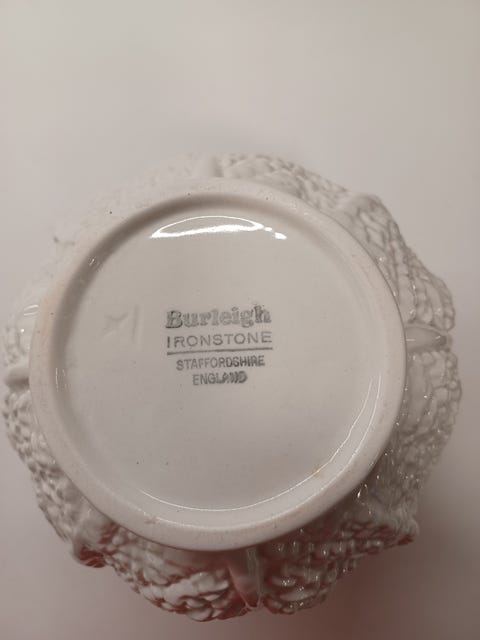 Burleigh
IRONSTONE
STAFFORDSHIRE
ENGLAND